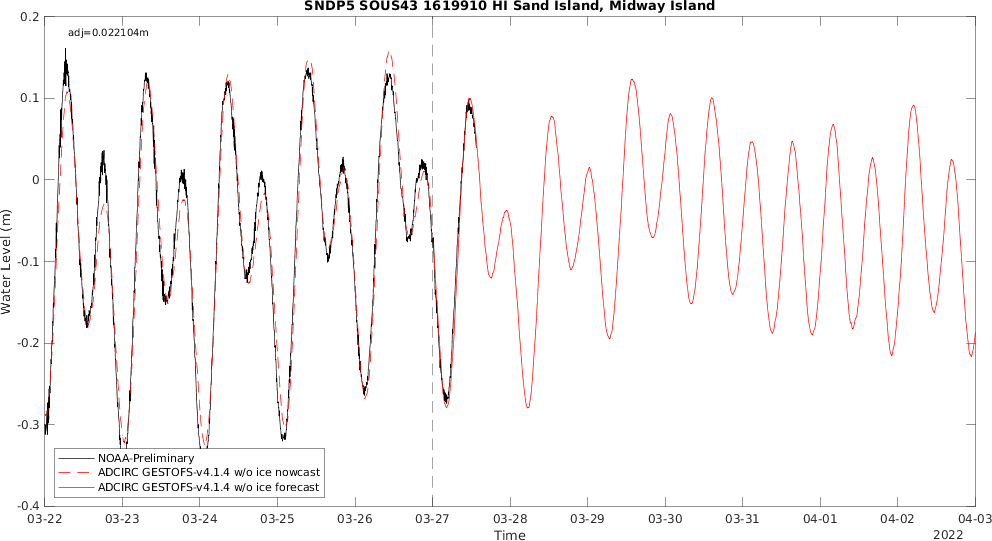 SNDP5 SOUS43 1619910 HI Sand Island, Midway Island
adj=0.022104m
0.2
0.1
0
-0.1
-0.2
-0.3
-0.4
Water Level (m)
NOAA-Preliminary
ADCIRC GESTOFS-v4.1.4 w/o ice nowcast
ADCIRC GESTOFS-v4.1.4 w/o ice forecast
03-22 03-23 03-24 03-25 03-26 03-27 03-28 03-29 03-30 03-31 04-01 04-02 04-03
Time
2022